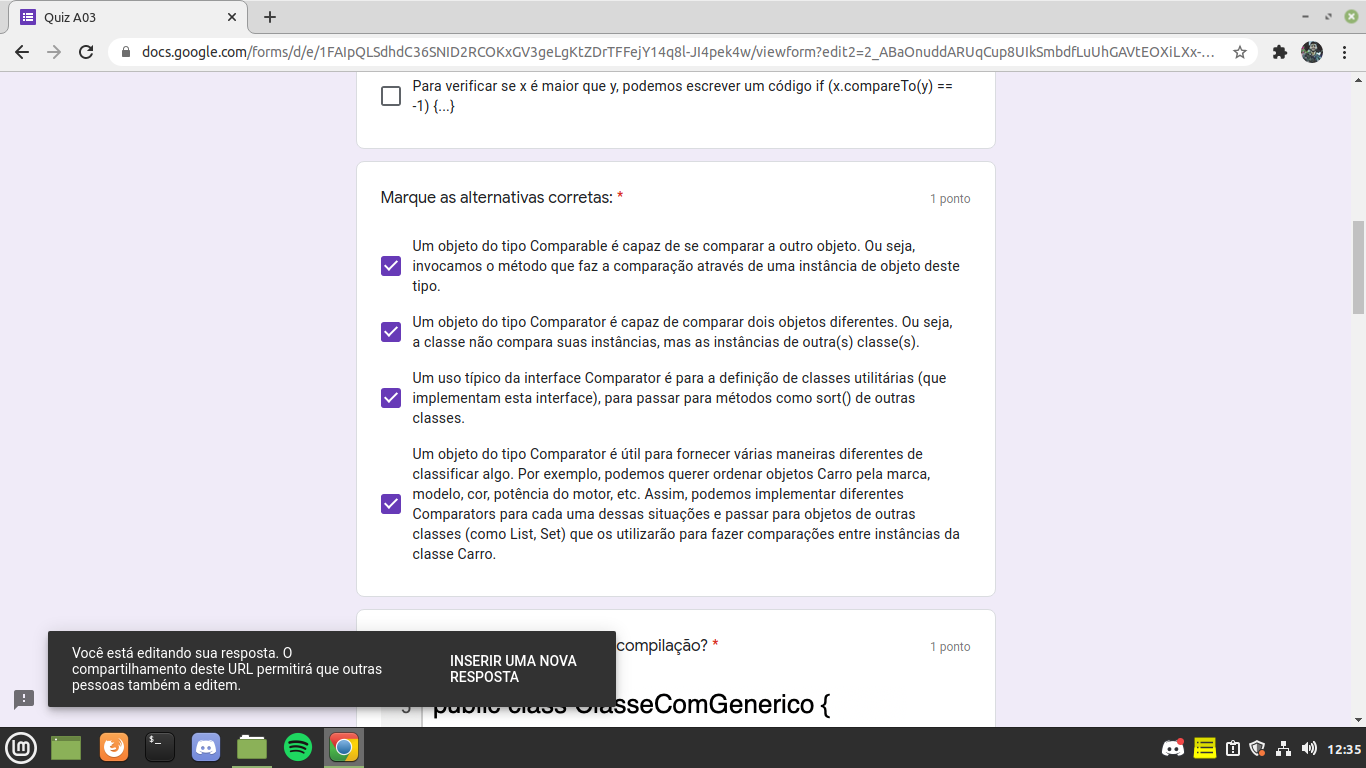 Quiz A03
docs.google.com/forms/d/e/1FAIpQLSdhdC36SNID2RCOKxGV3geLgKtZDrTFFejY14q8l-JI4pek4w/viewform?edit2=2_ABaOnuddARUqCup8UIkSmbdfLuUhGAVtEOXiLXx-...
Para verificar se x é maior que y, podemos escrever um código if (x.compareTo(y) ==
-1) {...}
Marque as alternativas corretas: *
1 ponto
Um objeto do tipo Comparable é capaz de se comparar a outro objeto. Ou seja,
invocamos o método que faz a comparação através de uma instância de objeto deste
tipo.
Um objeto do tipo Comparator é capaz de comparar dois objetos diferentes. Ou seja,
a classe não compara suas instâncias, mas as instâncias de outra(s) classe(s).
Um uso típico da interface Comparator é para a definição de classes utilitárias (que
implementam esta interface), para passar para métodos como sort() de outras
classes.
Um objeto do tipo Comparator é útil para fornecer várias maneiras diferentes de
classificar algo. Por exemplo, podemos querer ordenar objetos Carro pela marca,
modelo, cor, potência do motor, etc. Assim, podemos implementar diferentes
Comparators para cada uma dessas situações e passar para objetos de outras
classes (como List, Set) que os utilizarão para fazer comparações entre instâncias da
classe Carro.
compilação? *
1 ponto
public class ClasseComGenerico {
Você está editando sua resposta. O
compartilhamento deste URL permitirá que outras
pessoas também a editem.
INSERIR UMA NOVA
RESPOSTA
12:35